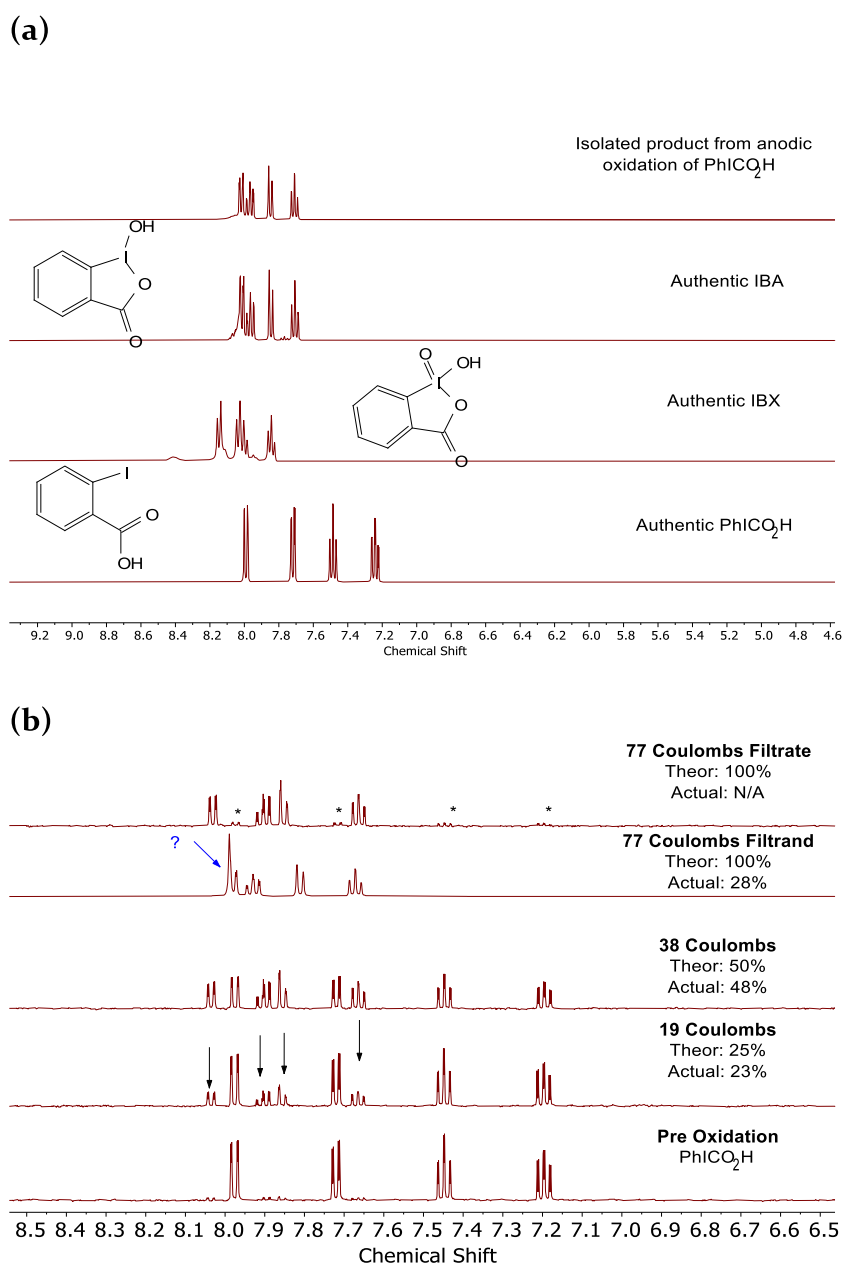 (a)
Isolated product from anodic
oxidation of PhICO2H
OH
I
O
O
Authentic IBA
O
OH
I
O
O
Authentic IBX
I
O
OH
Authentic PhICO2H
9.2 9.0 8.8 8.6 8.4 8.2 8.0 7.8 7.6 7.4 7.2 7.0 6.8 6.6 6.4 6.2 6.0 5.8 5.6 5.4 5.2 5.0 4.8 4.6
Chemical Shift
(b)
77 Coulombs Filtrate
Theor: 100%
Actual: N/A
* * * *
?
77 Coulombs Filtrand
Theor: 100%
Actual: 28%
38 Coulombs
Theor: 50%
Actual: 48%
19 Coulombs
Theor: 25%
Actual: 23%
Pre Oxidation
PhICO2H
8.5 8.4 8.3 8.2 8.1 8.0 7.9 7.8 7.7 7.6 7.5 7.4 7.3 7.2 7.1 7.0 6.9 6.8 6.7 6.6 6.5
Chemical Shift